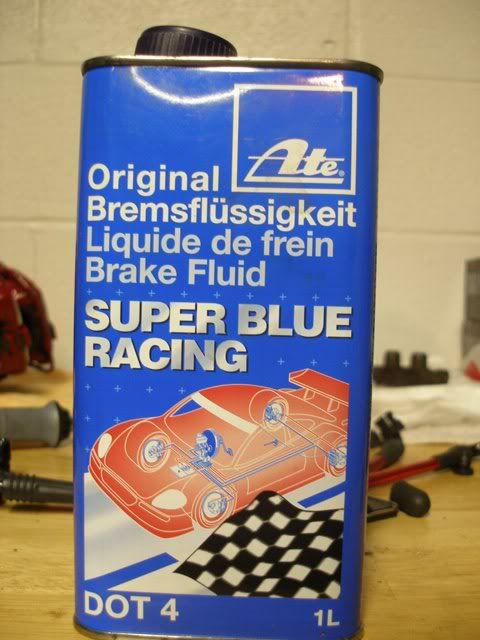 Ate®
Original
Bremsflüssigkeit
Liquide de frein
Brake Fluid
SUPER BLUE
RACING
DOT 4
1L